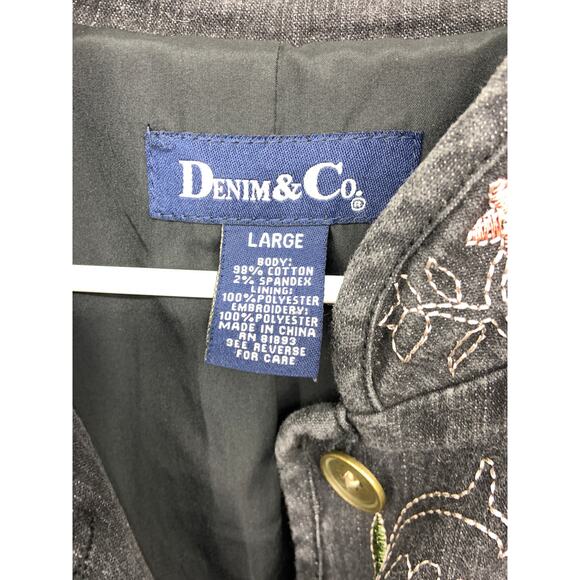 DENIM & CO.®
LARGE
BODY:
98% COTTON
2% SPANDEX
LINING:
100%POLYESTER
EMBROIDERY:
100%POLYESTER
MADE IN CHINA
RN 81893
SEE REVERSE
FOR CARE